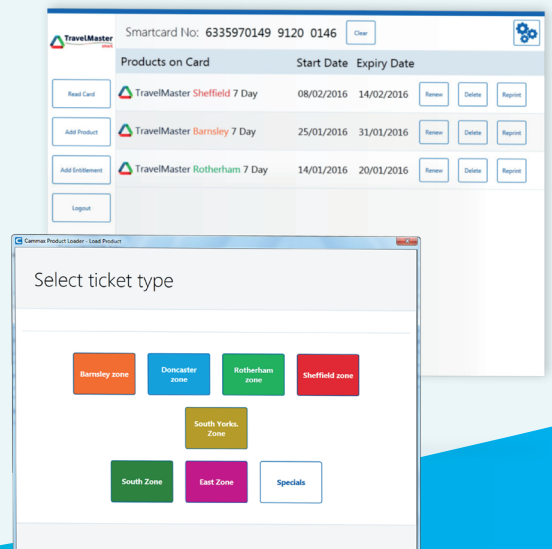 TravelMaster
smart
Smartcard No: 6335970149 9120 0146 Clear
Products on Card Start Date Expiry Date
Read Card
TravelMaster Sheffield 7 Day 08/02/2016 14/02/2016 Renew Delete Reprint
Add Product
TravelMaster Barnsley 7 Day 25/01/2016 31/01/2016 Renew Delete Reprint
Add Entitlement
TravelMaster Rotherham 7 Day 14/01/2016 20/01/2016 Renew Delete Reprint
Logout
Cammax Product Loader - Load Product
Select ticket type
Barnsley zone
Doncaster
zone
Rotherham
zone
Sheffield zone
South Yorks.
Zone
South Zone
East Zone
Specials